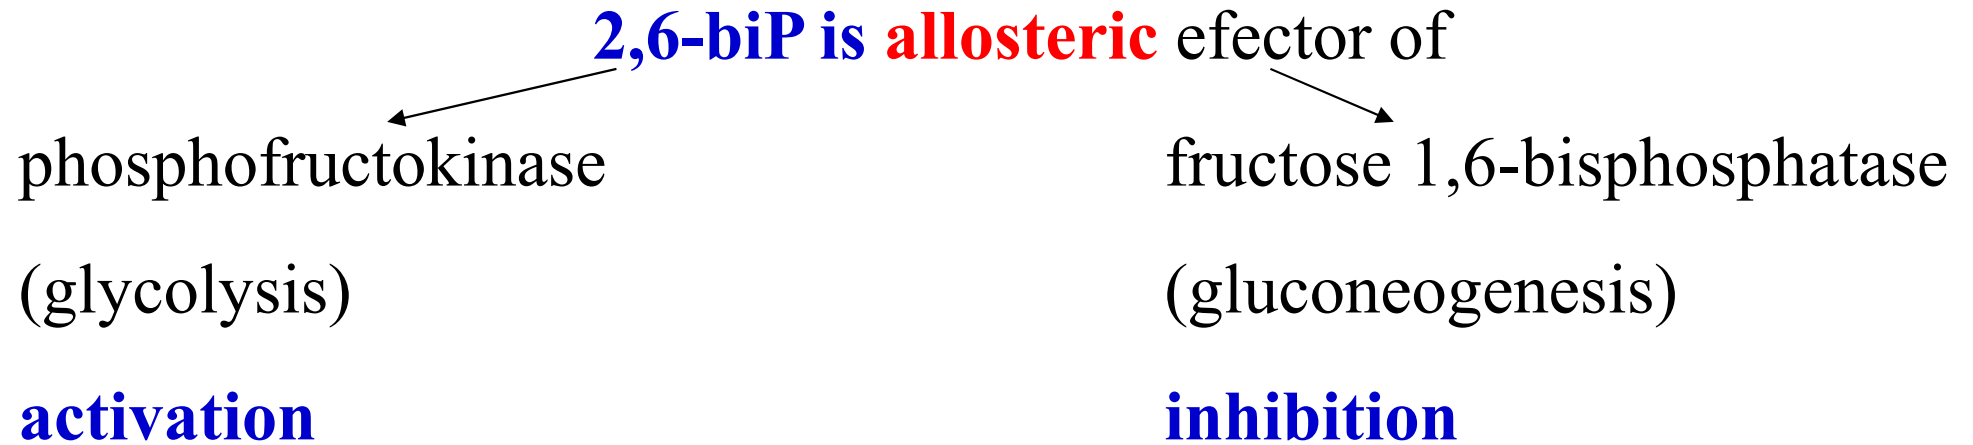 2,6-biP is allosteric efector of
phosphofructokinase fructose 1,6-bisphosphatase
(glycolysis) (gluconeogenesis)
activation inhibition